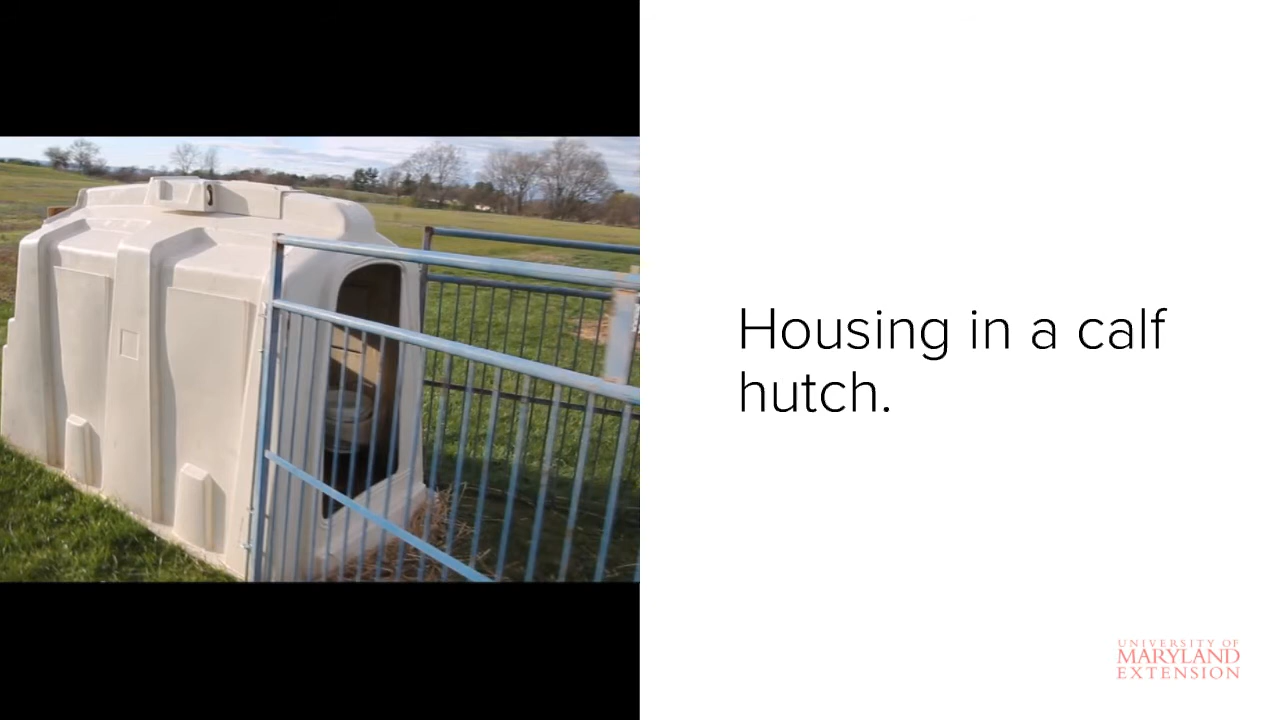 Housing in a calf
hutch.
UNIVERSITY OF
MARYLAND
EXTENSION